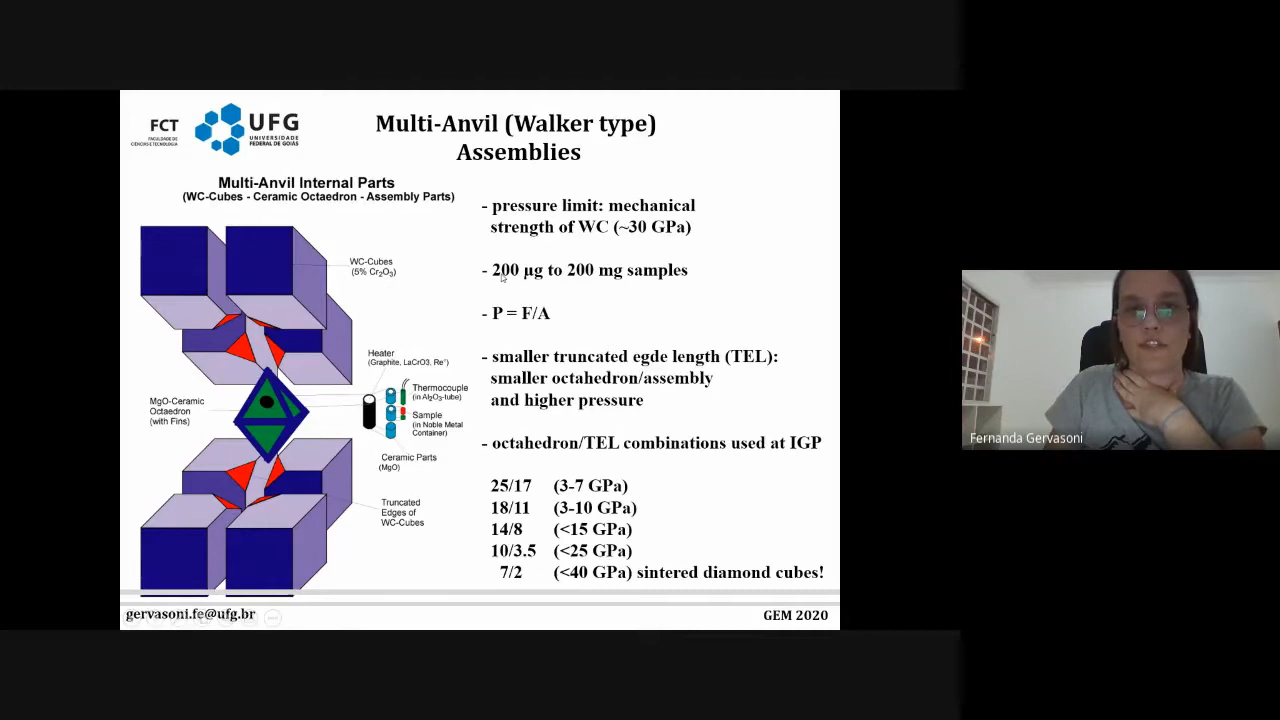 FCT
FACULDADE DE
CIÊNCIAS E TECNOLOGIA
UFG
UNIVERSIDADE
FEDERAL DE GOIÁS
Multi-Anvil (Walker type)
Assemblies
Multi-Anvil Internal Parts
(WC-Cubes - Ceramic Octaedron - Assembly Parts)
WC-Cubes
(5% Cr₂O₃)
Heater
(Graphite, LaCrO3, Re°)
Thermocouple
(in Al₂O₃-tube)
MgO-Ceramic
Octaedron
(with Fins)
Sample
(in Noble Metal
Container)
Ceramic Parts
(MgO)
Truncated
Edges of
WC-Cubes
- pressure limit: mechanical
strength of WC (~30 GPa)
- 200 µg to 200 mg samples
- P = F/A
- smaller truncated egde length (TEL):
smaller octahedron/assembly
and higher pressure
- octahedron/TEL combinations used at IGP
25/17 (3-7 GPa)
18/11 (3-10 GPa)
14/8 (<15 GPa)
10/3.5 (<25 GPa)
7/2 (<40 GPa) sintered diamond cubes!
gervasoni.fe@ufg.br
GEM 2020
Fernanda Gervasoni